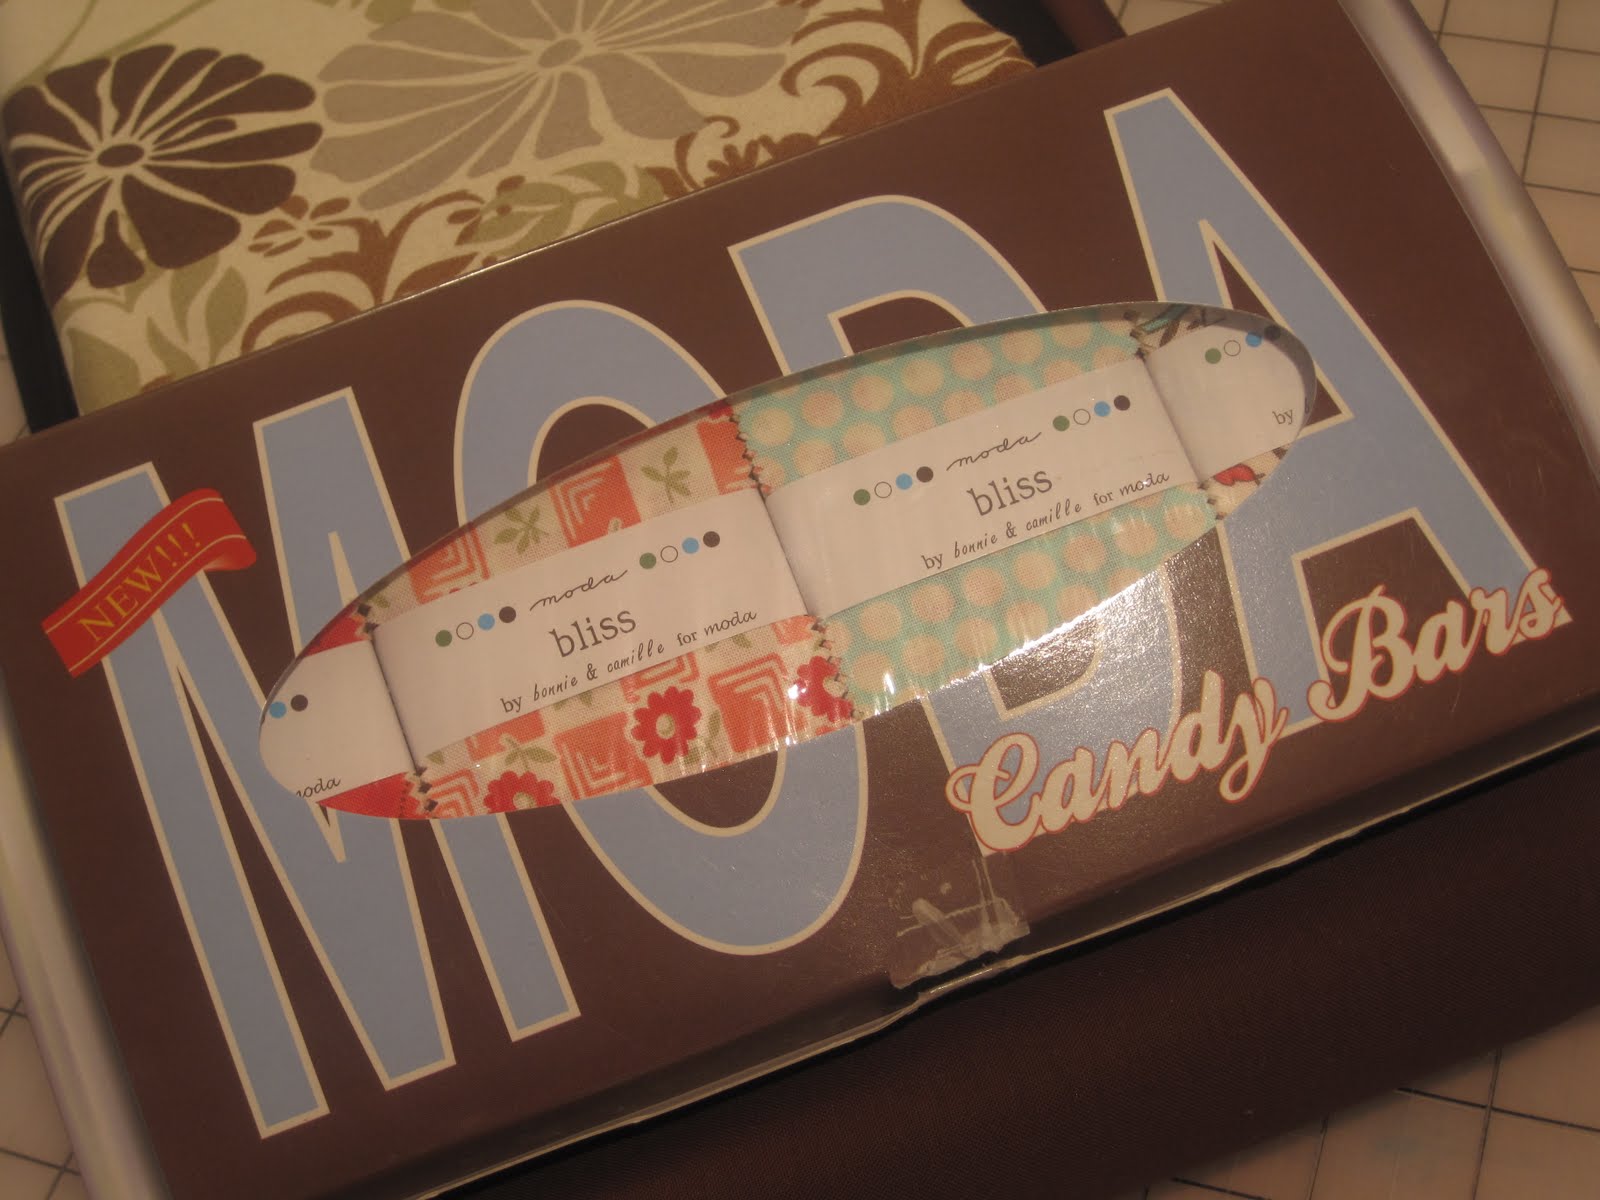 MODA
NEW!!!
moda
bliss
by bonnie & camille for moda
moda
bliss
by bonnie & camille for moda
by
Candy Bars